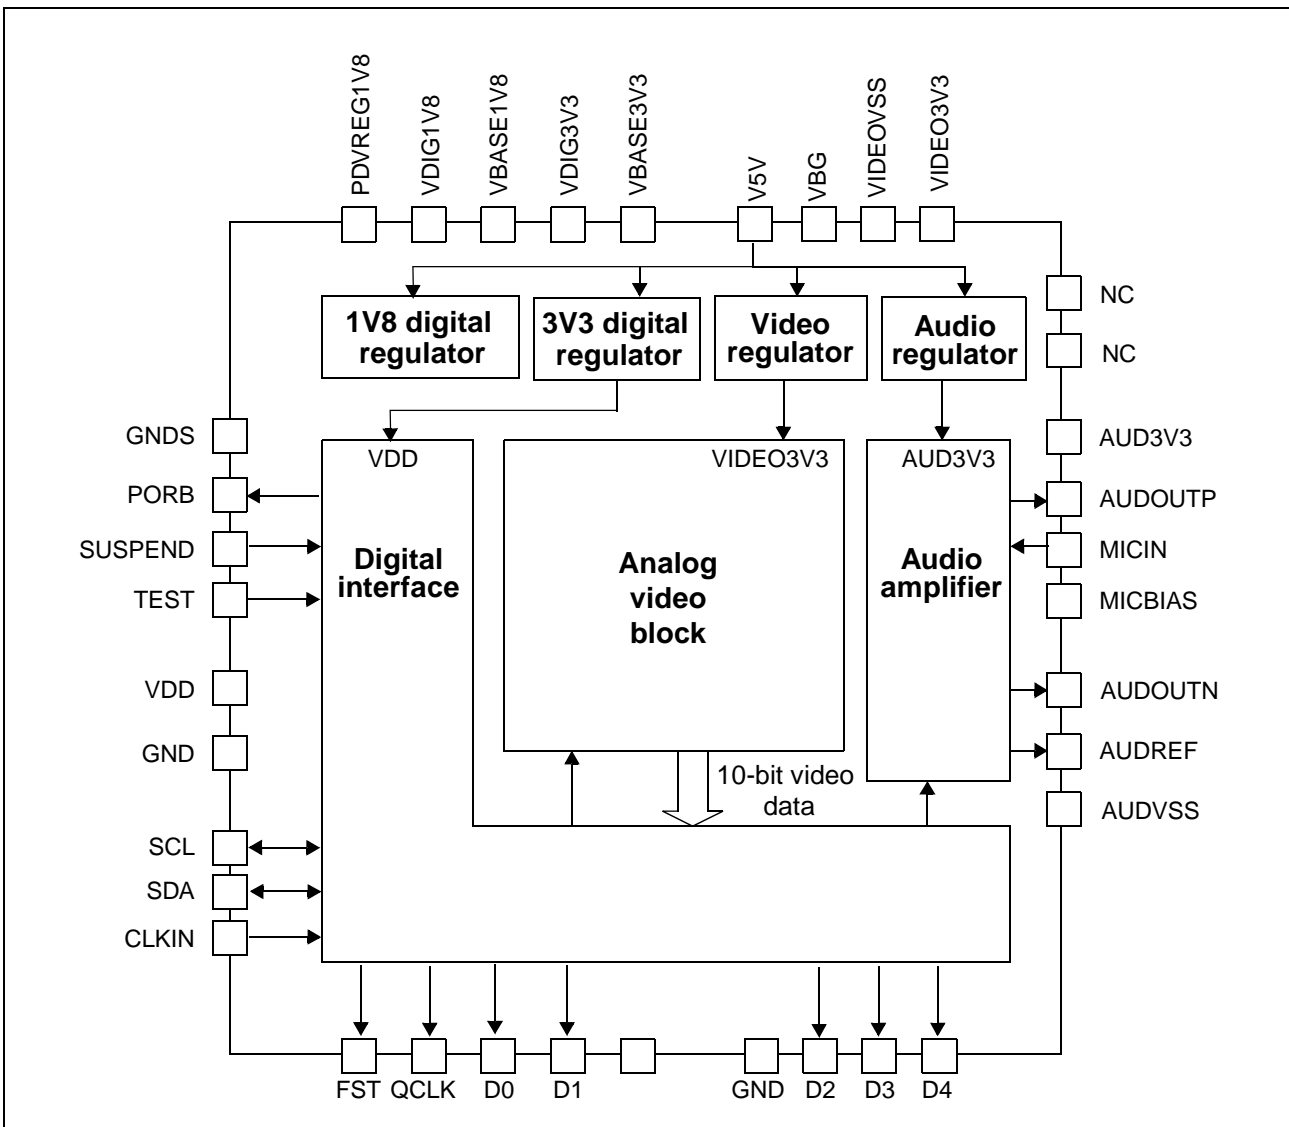 PDVREG1V8
VDIG1V8
VBASE1V8
VDIG3V3
VBASE3V3
V5V
VBG
VIDEOVSS
VIDEO3V3
1V8 digital
regulator
3V3 digital
regulator
Video
regulator
Audio
regulator
NC
NC
GNDS
PORB
SUSPEND
TEST
VDD
GND
SCL
SDA
CLKIN
VDD
Digital
interface
VIDEO3V3
Analog
video
block
AUD3V3
Audio
amplifier
10-bit video
data
AUD3V3
AUDOUTP
MICIN
MICBIAS
AUDOUTN
AUDREF
AUDVSS
FST
QCLK
D0
D1
GND
D2
D3
D4